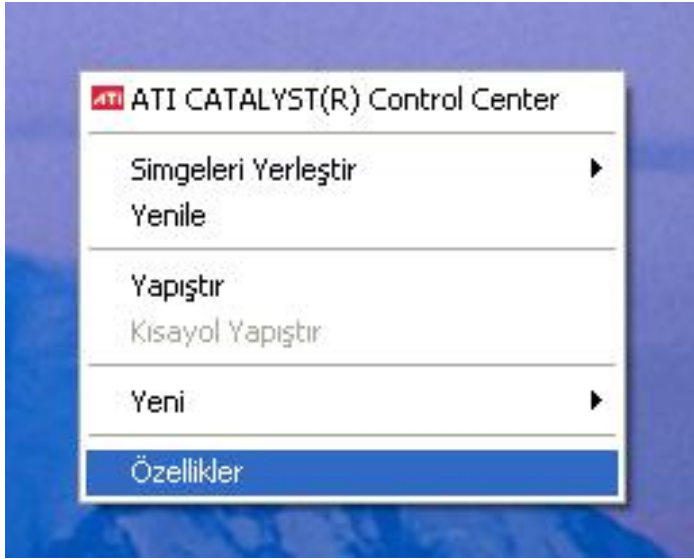 ATI ATI CATALYST(R) Control Center
Simgeleri Yerleştir
Yenile
Yapıştır
Kısayol Yapıştır
Yeni
Özellikler